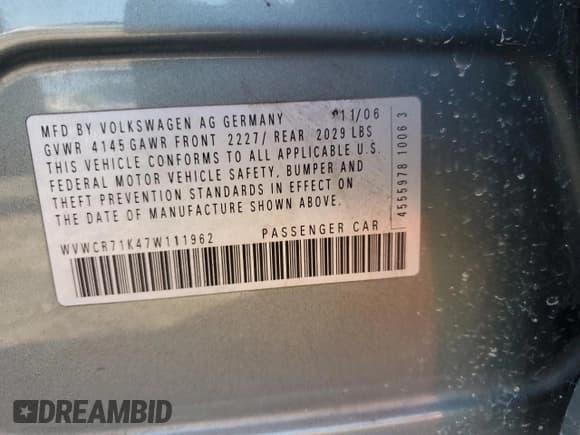 MFD BY VOLKSWAGEN AG GERMANY 11/06
GVWR 4145 GAWR FRONT 2227/ REAR 2029 LBS
THIS VEHICLE CONFORMS TO ALL APPLICABLE U.S.
FEDERAL MOTOR VEHICLE SAFETY, BUMPER AND
THEFT PREVENTION STANDARDS IN EFFECT ON
THE DATE OF MANUFACTURE SHOWN ABOVE.
WVWCR71K47W111962 PASSENGER CAR
4555978 1006 3
DREAMBID